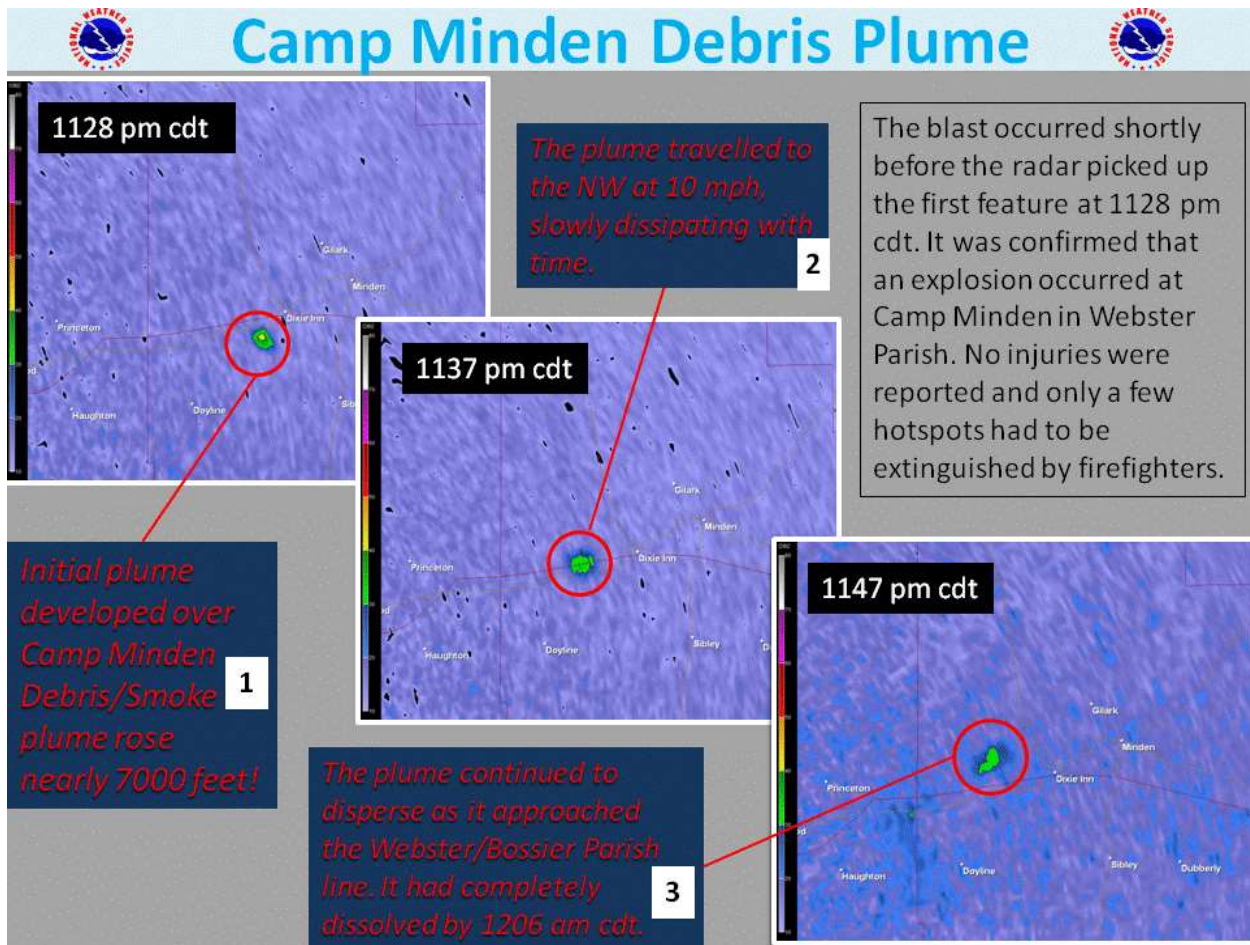 Camp Minden Debris Plume
NATIONAL WEATHER SERVICE
NATIONAL WEATHER SERVICE
1128 pm cdt
Gilark
Minden
Dixie Inn
Princeton
Haughton
Doyline
Initial plume
developed over
Camp Minden
Debris/Smoke
plume rose
nearly 7000 feet!
1
The plume travelled to
the NW at 10 mph,
slowly dissipating with
time.
2
1137 pm cdt
Gilark
Minden
Dixie Inn
Princeton
Haughton
Doyline
Sibley
The blast occurred shortly
before the radar picked up
the first feature at 1128 pm
cdt. It was confirmed that
an explosion occurred at
Camp Minden in Webster
Parish. No injuries were
reported and only a few
hotspots had to be
extinguished by firefighters.
The plume continued to
disperse as it approached
the Webster/Bossier Parish
line. It had completely
dissolved by 1206 am cdt.
3
1147 pm cdt
Gilark
Minden
Dixie Inn
Princeton
Haughton
Doyline
Sibley
Dubberly